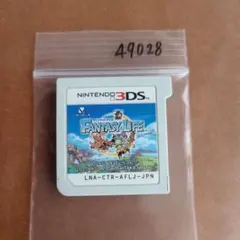 49028
NINTENDO 3DS
FANTASY LIFE
LNA-CTR-AFLJ-JPN